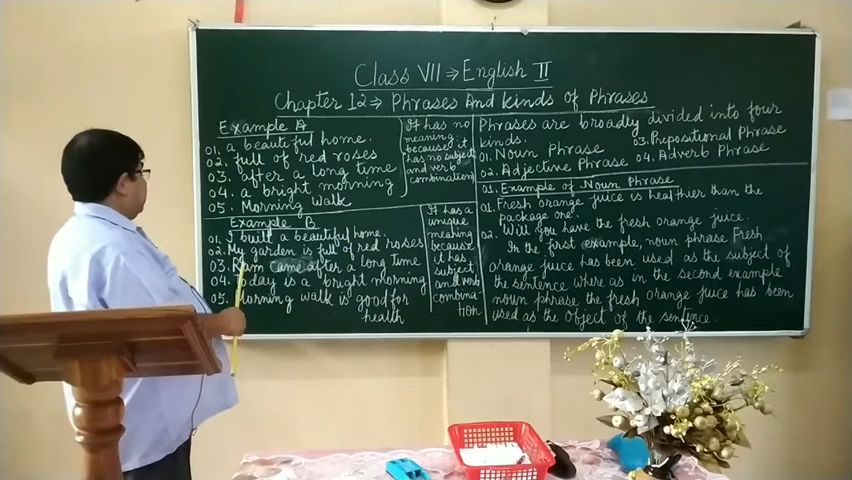 Class VII ⇒ English II
Chapter 12 ⇒ Phrases And kinds of Phrases
Example A
01. a beautiful home.
02. full of red roses
03. after a long time
04. a bright morning
05. Morning walk
It has no
meaning
because it
has no subject
and verb
combination
Example B
01. I built a beautiful home.
02. My garden is full of red roses
03. Ram came after a long time
04. Today is a bright morning
05. Morning walk is good for
health
It has a
unique
meaning
because
it has
subject
and verb
combina
tion
Phrases are broadly divided into four
kinds.
01. Noun Phrase
02. Adjective Phrase
03. Prepositional Phrase
04. Adverb Phrase
01. Example of Noun Phrase
01. Fresh orange juice is healthier than the
package one.
02. Will you have the fresh orange juice.
In the first example, noun phrase Fresh
orange juice has been used as the subject of
the sentence where as in the second example
noun phrase the fresh orange juice has been
used as the object of the sentence.